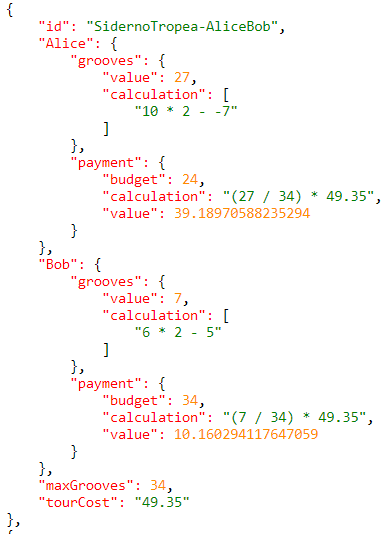 {
"id": "SidernoTropea-AliceBob",
"Alice": {
"grooves": {
"value": 27,
"calculation": [
"10 * 2 - -7"
]
},
"payment": {
"budget": 24,
"calculation": "(27 / 34) * 49.35",
"value": 39.18970588235294
}
},
"Bob": {
"grooves": {
"value": 7,
"calculation": [
"6 * 2 - 5"
]
},
"payment": {
"budget": 34,
"calculation": "(7 / 34) * 49.35",
"value": 10.160294117647059
}
},
"maxGrooves": 34,
"tourCost": "49.35"
},